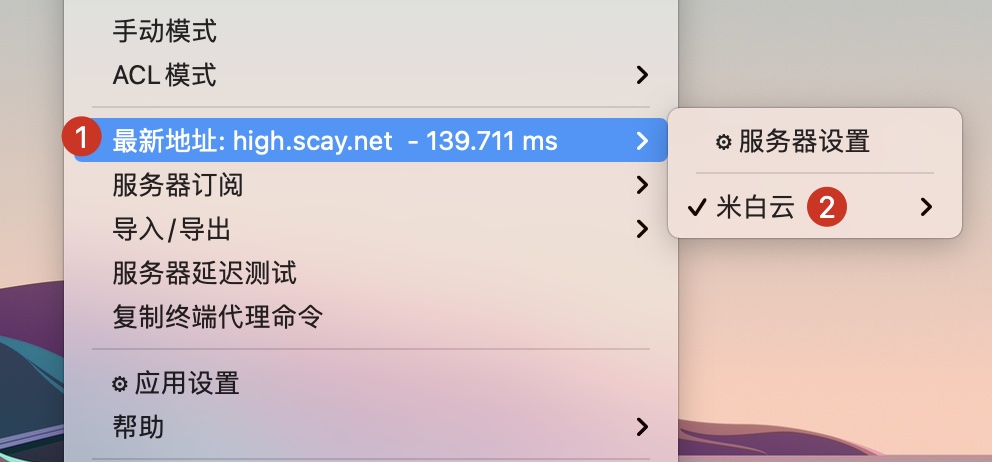 手动模式
ACL 模式
1 最新地址: high.scay.net - 139.711 ms
服务器设置
服务器订阅
米白云 2
导入/导出
服务器延迟测试
复制终端代理命令
应用设置
帮助